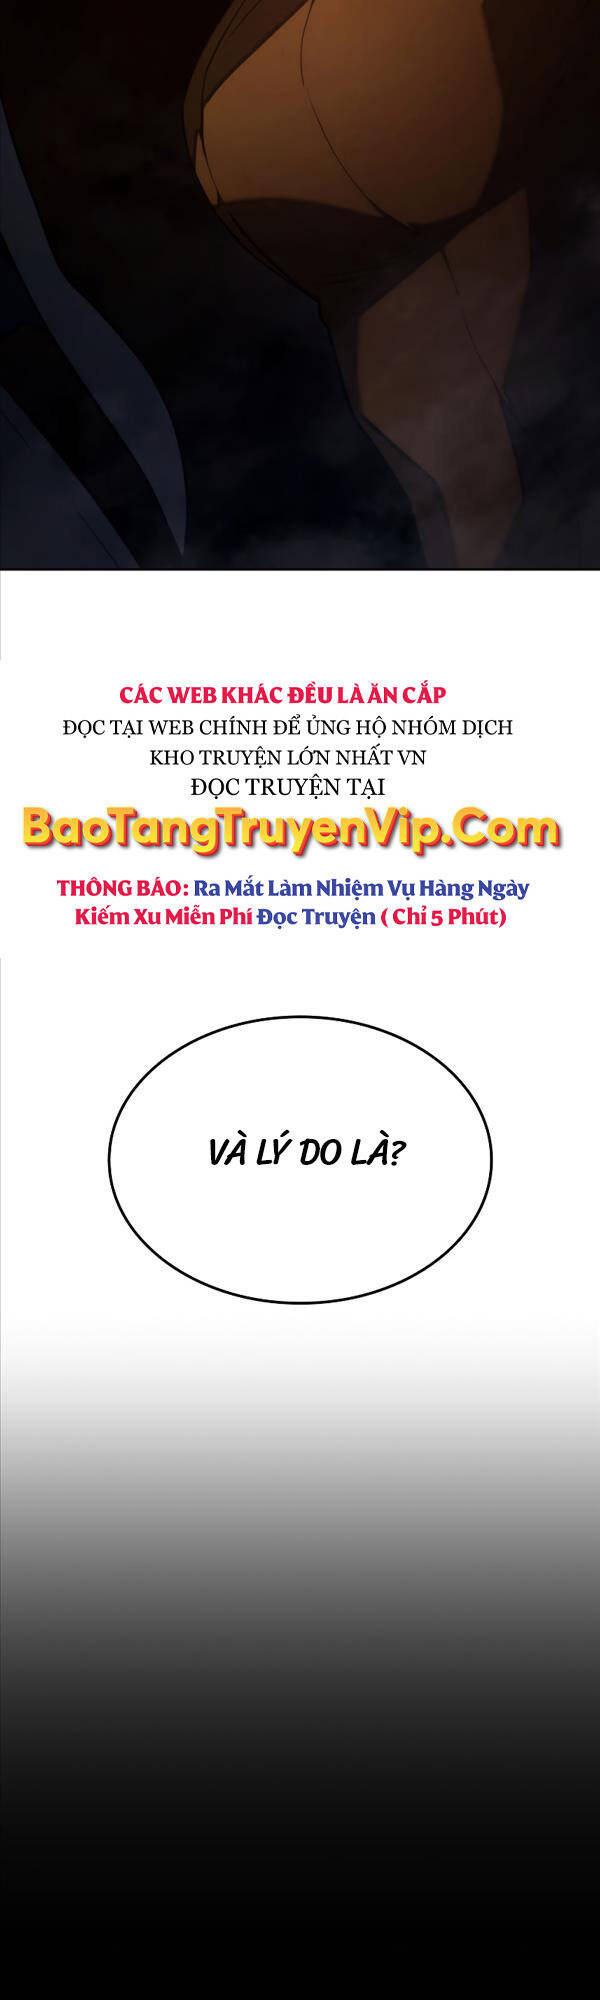 CÁC WEB KHÁC ĐỀU LÀ ĂN CẮP
ĐỌC TẠI WEB CHÍNH ĐỂ ỦNG HỘ NHÓM DỊCH
KHO TRUYỆN LỚN NHẤT VN
ĐỌC TRUYỆN TẠI
BaoTangTruyenVip.Com
THÔNG BÁO: Ra Mắt Làm Nhiệm Vụ Hàng Ngày
Kiếm Xu Miễn Phí Đọc Truyện ( Chỉ 5 Phút)
VÀ LÝ DO LÀ?